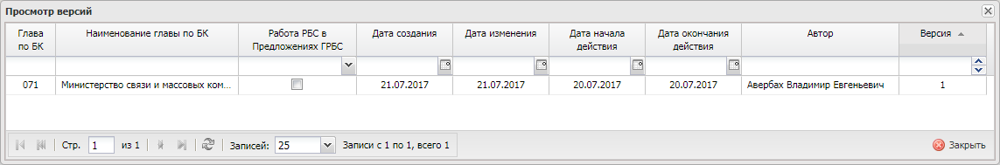 Просмотр версий
Глава по БК
Наименование главы по БК
Работа РБС в Предложениях ГРБС
Дата создания
Дата изменения
Дата начала действия
Дата окончания действия
Автор
Версия
071
Министерство связи и массовых ком...
21.07.2017
21.07.2017
20.07.2017
20.07.2017
Авербах Владимир Евгеньевич
1
Стр. 1 из 1
Записей: 25
Записи с 1 по 1, всего 1
Закрыть